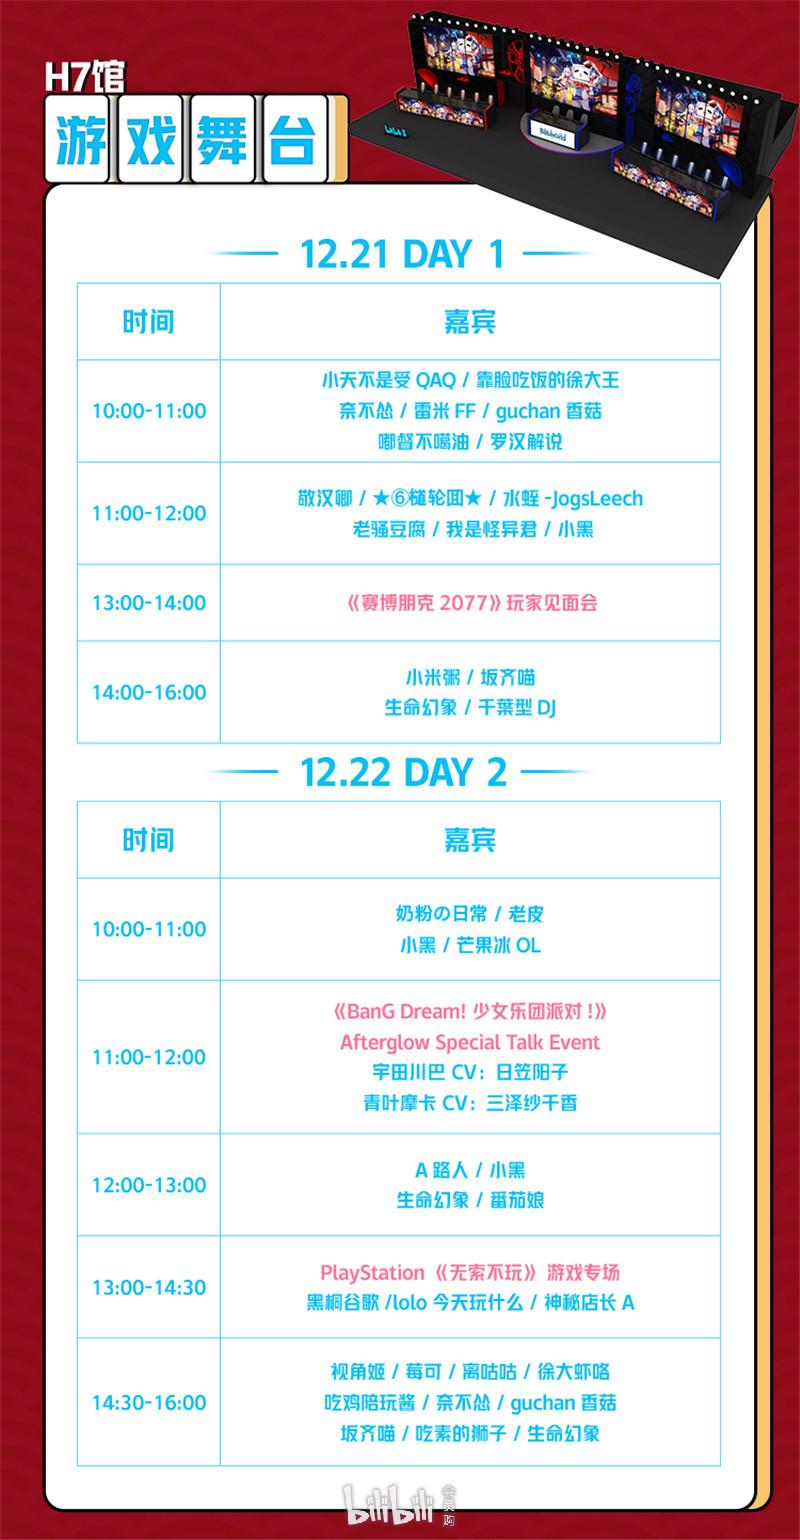 H7馆
游戏舞台
12.21 DAY 1
时间 嘉宾
10:00-11:00
小天不是受 QAQ / 靠脸吃饭的徐大王
奈不怂 / 雷米 FF / guchan 香菇
嘟督不噶油 / 罗汉解说
11:00-12:00
敬汉卿 / ★⑥檤轮囬★ / 水蛭 -JogsLeech
老骚豆腐 / 我是怪异君 / 小黑
13:00-14:00
《赛博朋克 2077》玩家见面会
14:00-16:00
小米粥 / 坂齐喵
生命幻象 / 千葉型 DJ
12.22 DAY 2
时间 嘉宾
10:00-11:00
奶粉の日常 / 老皮
小黑 / 芒果冰 OL
11:00-12:00
《BanG Dream! 少女乐团派对 !》
Afterglow Special Talk Event
宇田川巴 CV：日笠阳子
青叶摩卡 CV：三泽纱千香
12:00-13:00
A 路人 / 小黑
生命幻象 / 番茄娘
13:00-14:30
PlayStation《无索不玩》 游戏专场
黑桐谷歌 /lolo 今天玩什么 / 神秘店长 A
14:30-16:00
视角姬 / 莓可 / 离咕咕 / 徐大虾咯
吃鸡陪玩酱 / 奈不怂 / guchan 香菇
坂齐喵 / 吃素的狮子 / 生命幻象
bilibili 会员购